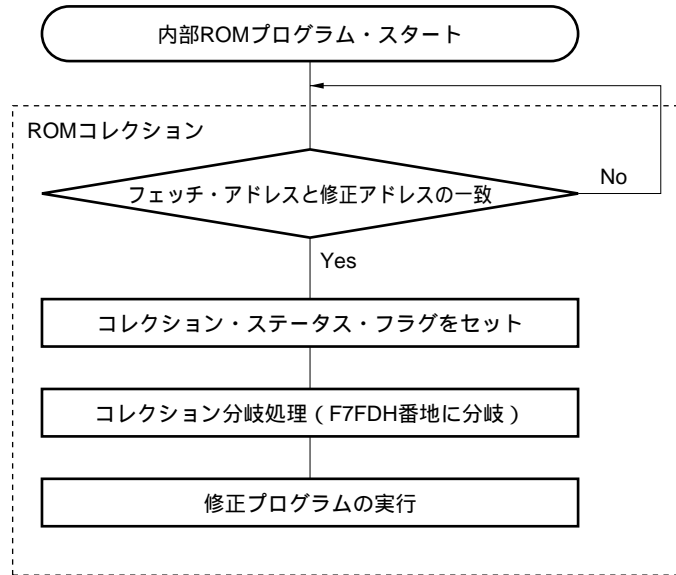 内部ROMプログラム・スタート
ROMコレクション
フェッチ・アドレスと修正アドレスの一致
No
Yes
コレクション・ステータス・フラグをセット
コレクション分岐処理（F7FDH番地に分岐）
修正プログラムの実行